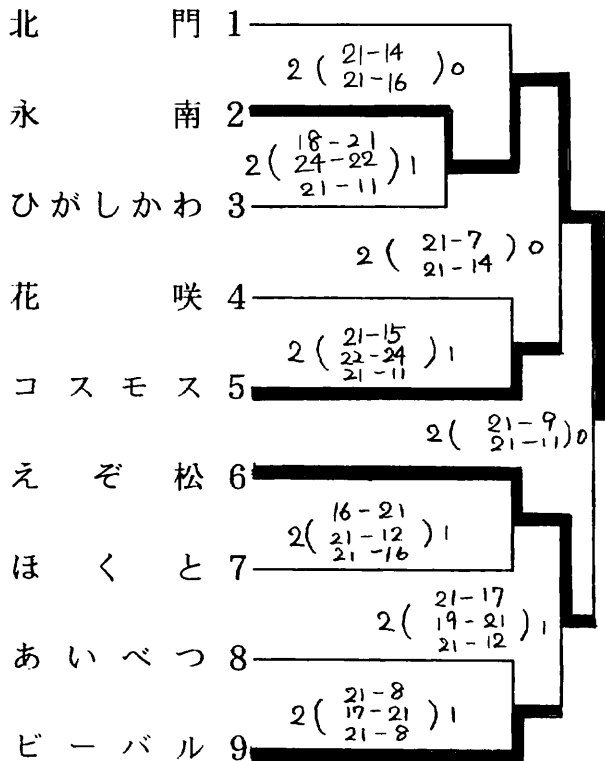 北門 1
2 ( 21-14
21-16 ) 0
永南 2
2 ( 18-21
24-22
21-11 ) 1
ひがしかわ 3
2 ( 21-7
21-14 ) 0
花咲 4
2 ( 21-15
22-24
21-11 ) 1
コスモス 5
2 ( 21-9
21-11 ) 0
えぞ松 6
2 ( 16-21
21-12
21-16 ) 1
ほくと 7
2 ( 21-17
19-21
21-12 ) 1
あいべつ 8
2 ( 21-8
17-21
21-8 ) 1
ビーバル 9